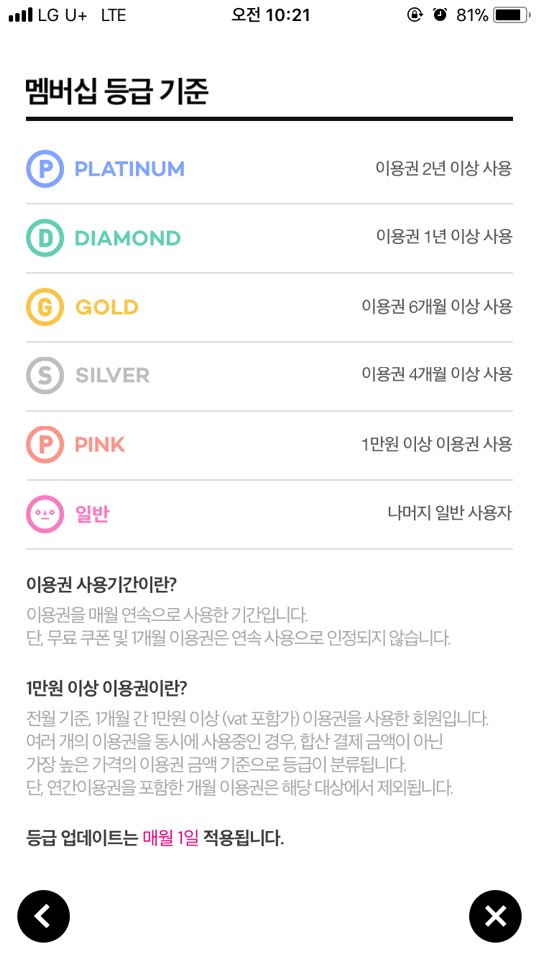 LG U+ LTE 오전 10:21 81%
멤버십 등급 기준
P PLATINUM 이용권 2년 이상 사용
D DIAMOND 이용권 1년 이상 사용
G GOLD 이용권 6개월 이상 사용
S SILVER 이용권 4개월 이상 사용
P PINK 1만원 이상 이용권 사용
일반 나머지 일반 사용자
이용권 사용기간이란?
이용권을 매월 연속으로 사용한 기간입니다.
단, 무료 쿠폰 및 1개월 이용권은 연속 사용으로 인정되지 않습니다.
1만원 이상 이용권이란?
전월 기준, 1개월 간 1만원 이상 (vat 포함가) 이용권을 사용한 회원입니다.
여러 개의 이용권을 동시에 사용중인 경우, 합산 결제 금액이 아닌
가장 높은 가격의 이용권 금액 기준으로 등급이 분류됩니다.
단, 연간이용권을 포함한 개월 이용권은 해당 대상에서 제외됩니다.
등급 업데이트는 매월 1일 적용됩니다.